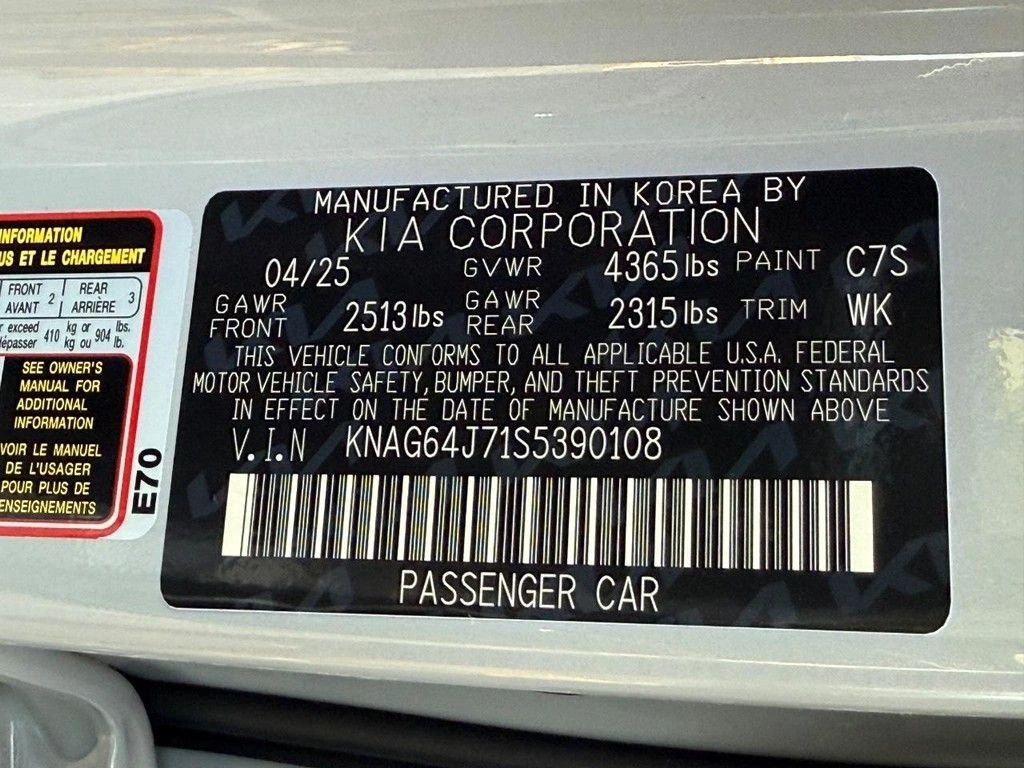 INFORMATION
US ET LE CHARGEMENT
FRONT AVANT 2 REAR ARRIÈRE 3
exceed 410 kg or 904 lbs.
dépasser kg ou lb.
SEE OWNER'S
MANUAL FOR
ADDITIONAL
INFORMATION
VOIR LE MANUEL
DE L'USAGER
POUR PLUS DE
RENSEIGNEMENTS
E70
MANUFACTURED IN KOREA BY
KIA CORPORATION
04/25 GVWR 4365 lbs PAINT C7S
GAWR FRONT 2513 lbs GAWR REAR 2315 lbs TRIM WK
THIS VEHICLE CONFORMS TO ALL APPLICABLE U.S.A. FEDERAL
MOTOR VEHICLE SAFETY, BUMPER, AND THEFT PREVENTION STANDARDS
IN EFFECT ON THE DATE OF MANUFACTURE SHOWN ABOVE
V.I.N KNAG64J71S5390108
PASSENGER CAR